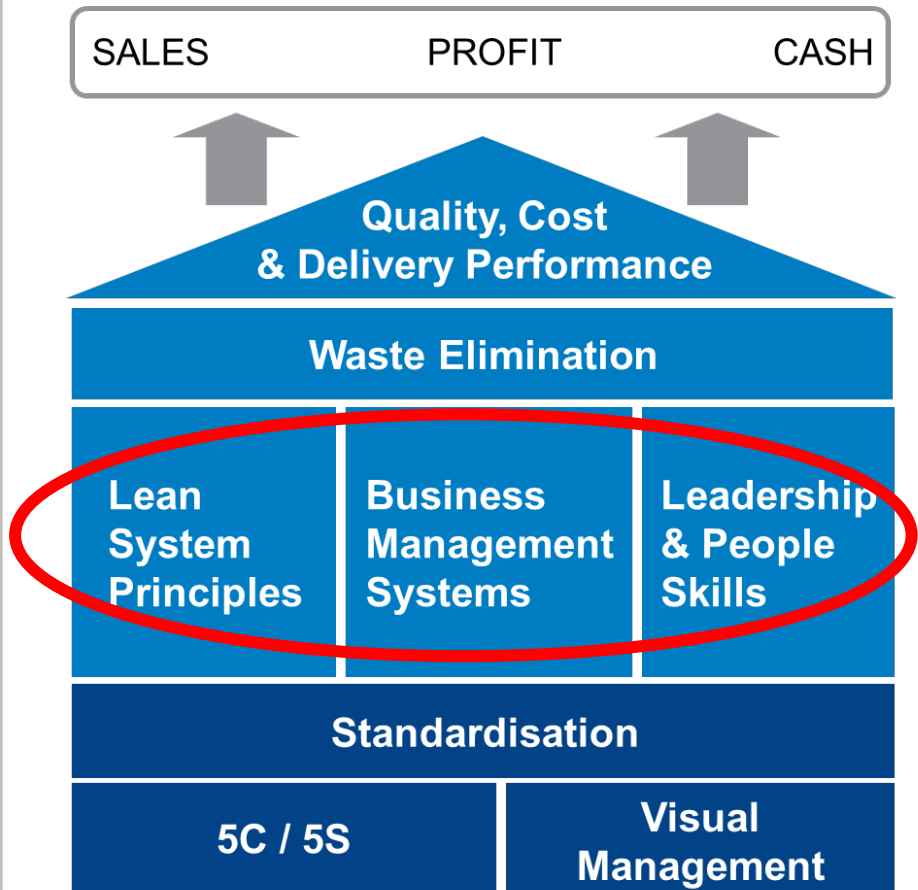 SALES PROFIT CASH
Quality, Cost
& Delivery Performance
Waste Elimination
Lean
System
Principles
Business
Management
Systems
Leadership
& People
Skills
Standardisation
5C / 5S
Visual
Management